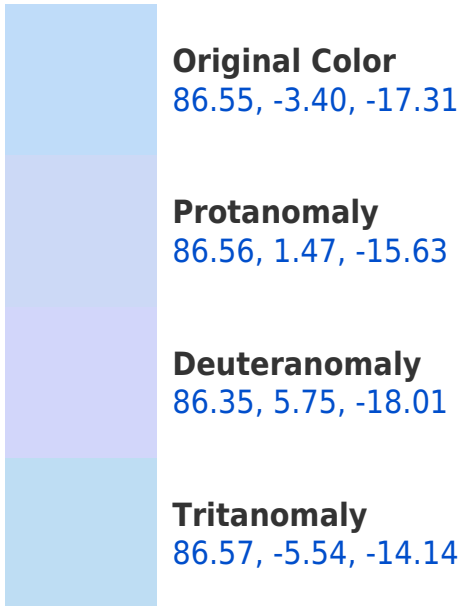 Original Color
86.55, -3.40, -17.31
Protanomaly
86.56, 1.47, -15.63
Deuteranomaly
86.35, 5.75, -18.01
Tritanomaly
86.57, -5.54, -14.14